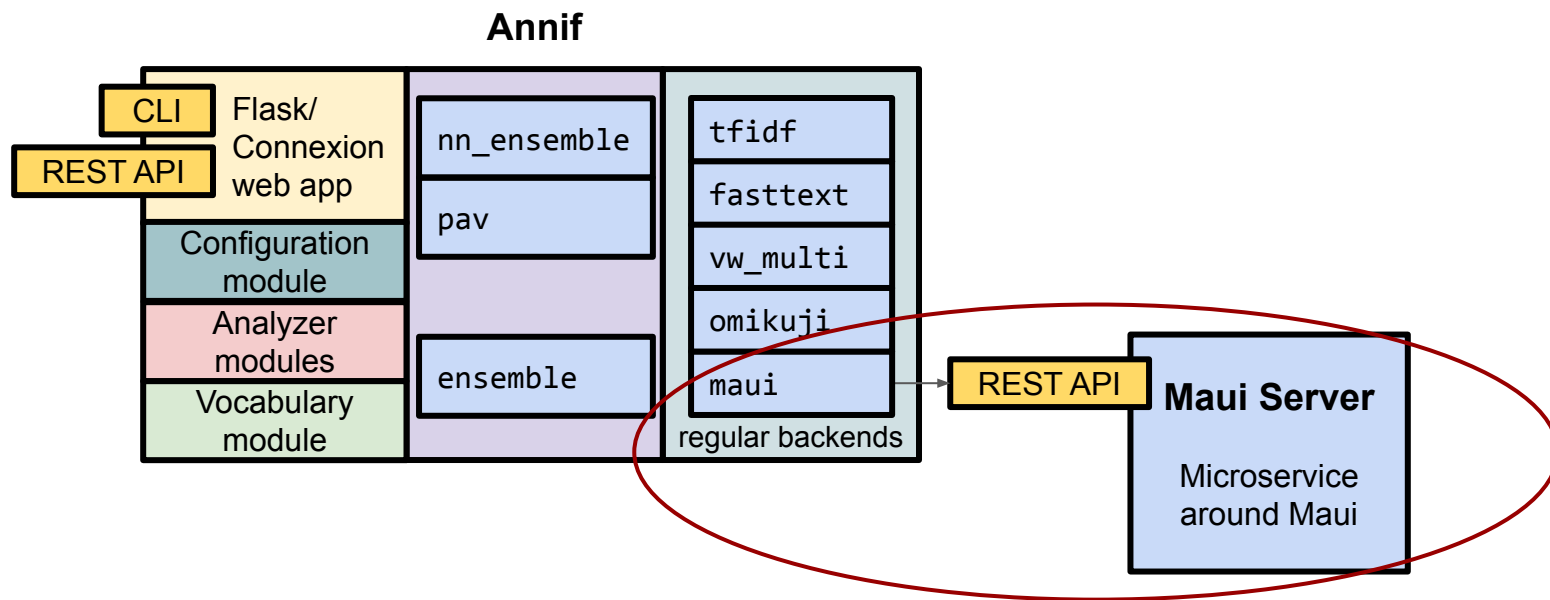 Annif
CLI
REST API
Flask/
Connexion
web app
Configuration
module
Analyzer
modules
Vocabulary
module
nn_ensemble
pav
ensemble
tfidf
fasttext
vw_multi
omikuji
maui
regular backends
REST API
Maui Server
Microservice
around Maui